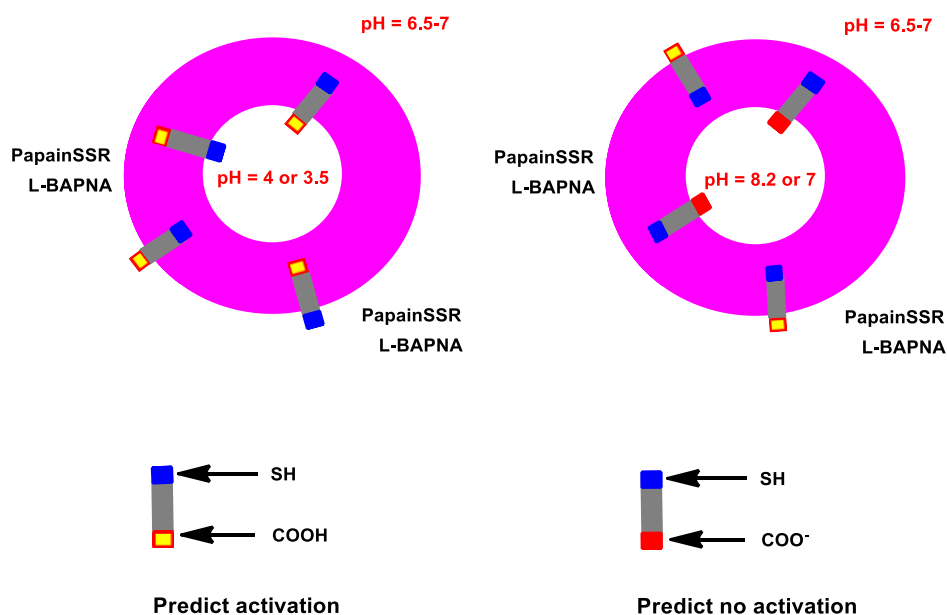 pH = 6.5-7
pH = 6.5-7
PapainSSR
L-BAPNA
pH = 4 or 3.5
PapainSSR
L-BAPNA
pH = 8.2 or 7
PapainSSR
L-BAPNA
PapainSSR
L-BAPNA
SH
COOH
SH
COO⁻
Predict activation
Predict no activation